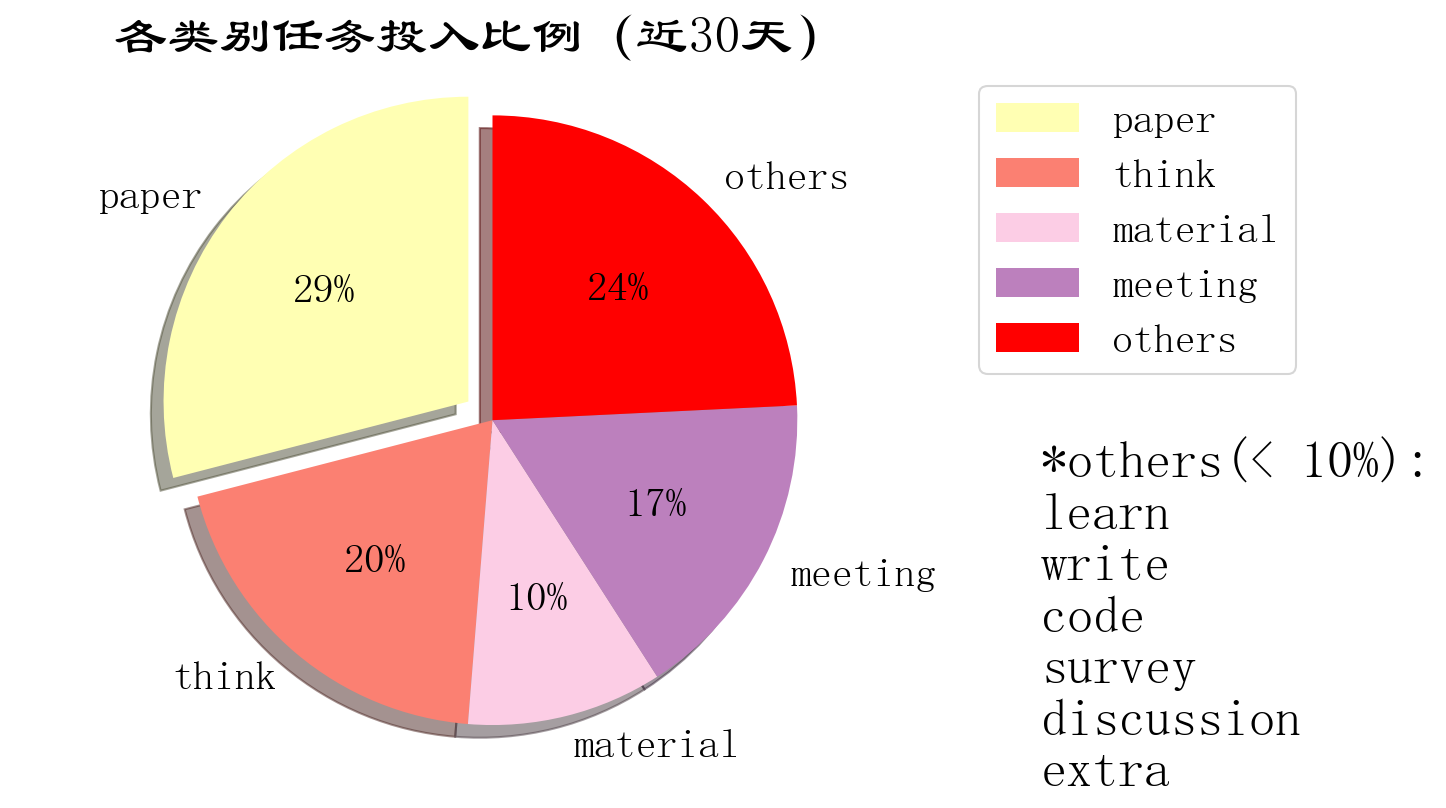 各类别任务投入比例 (近30天)
paper
29%
others
24%
17%
meeting
20%
think
10%
material
paper
think
material
meeting
others
*others(< 10%):
learn
write
code
survey
discussion
extra